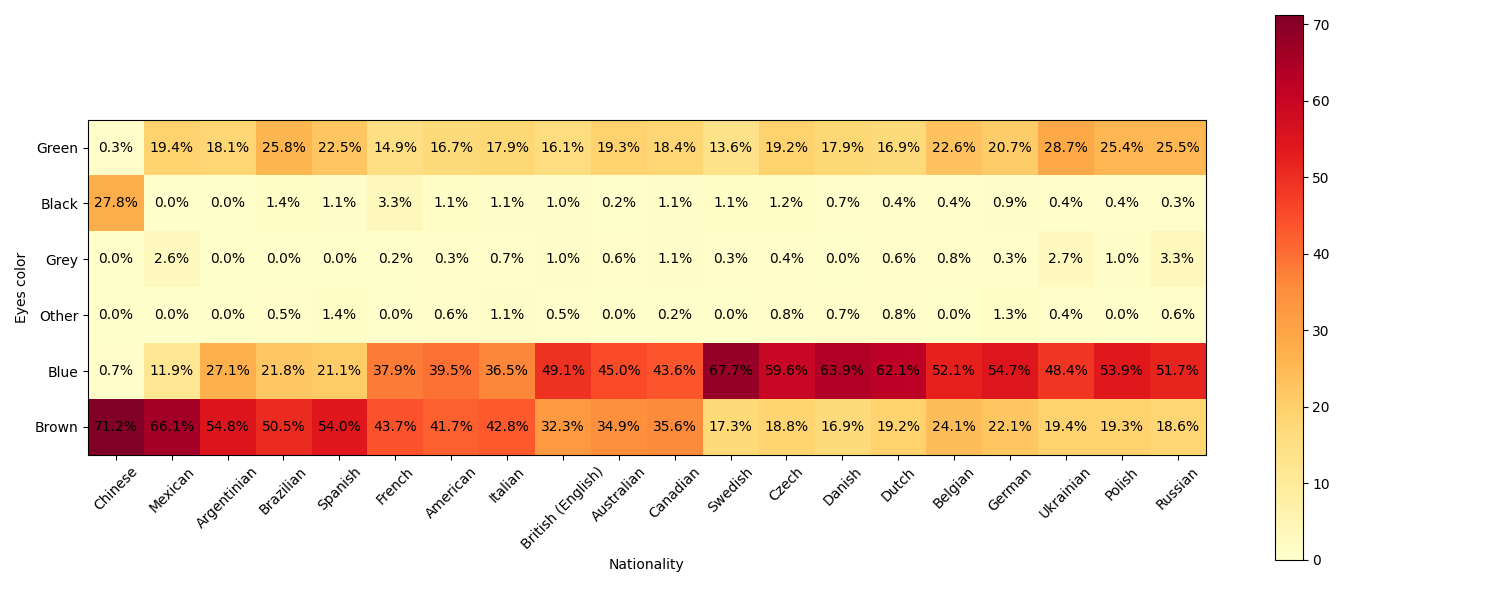 70
60
50
40
30
20
10
0
Eyes color
Green 0.3% 19.4% 18.1% 25.8% 22.5% 14.9% 16.7% 17.9% 16.1% 19.3% 18.4% 13.6% 19.2% 17.9% 16.9% 22.6% 20.7% 28.7% 25.4% 25.5%
Black 27.8% 0.0% 0.0% 1.4% 1.1% 3.3% 1.1% 1.1% 1.0% 0.2% 1.1% 1.1% 1.2% 0.7% 0.4% 0.4% 0.9% 0.4% 0.4% 0.3%
Grey 0.0% 2.6% 0.0% 0.0% 0.0% 0.2% 0.3% 0.7% 1.0% 0.6% 1.1% 0.3% 0.4% 0.0% 0.6% 0.8% 0.3% 2.7% 1.0% 3.3%
Other 0.0% 0.0% 0.0% 0.5% 1.4% 0.0% 0.6% 1.1% 0.5% 0.0% 0.2% 0.0% 0.8% 0.7% 0.8% 0.0% 1.3% 0.4% 0.0% 0.6%
Blue 0.7% 11.9% 27.1% 21.8% 21.1% 37.9% 39.5% 36.5% 49.1% 45.0% 43.6% 67.7% 59.6% 63.9% 62.1% 52.1% 54.7% 48.4% 53.9% 51.7%
Brown 71.2% 66.1% 54.8% 50.5% 54.0% 43.7% 41.7% 42.8% 32.3% 34.9% 35.6% 17.3% 18.8% 16.9% 19.2% 24.1% 22.1% 19.4% 19.3% 18.6%
Chinese Mexican Argentinian Brazilian Spanish French American Italian British (English) Australian Canadian Swedish Czech Danish Dutch Belgian German Ukrainian Polish Russian
Nationality